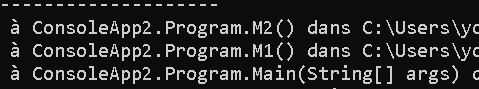 --------------------
à ConsoleApp2.Program.M2() dans C:\Users\yo
à ConsoleApp2.Program.M1() dans C:\Users\yo
à ConsoleApp2.Program.Main(String[] args)